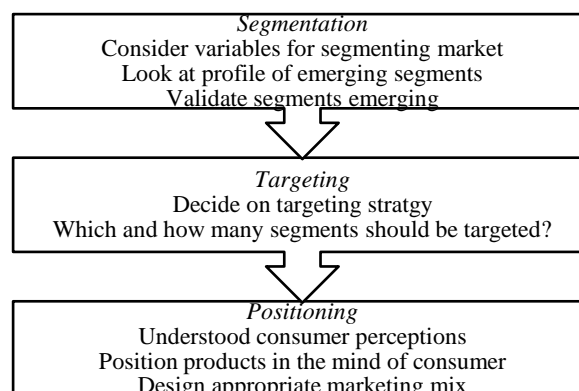 Segmentation
Consider variables for segmenting market
Look at profile of emerging segments
Validate segments emerging
Targeting
Decide on targeting stratgy
Which and how many segments should be targeted?
Positioning
Understood consumer perceptions
Position products in the mind of consumer
Design appropriate marketing mix